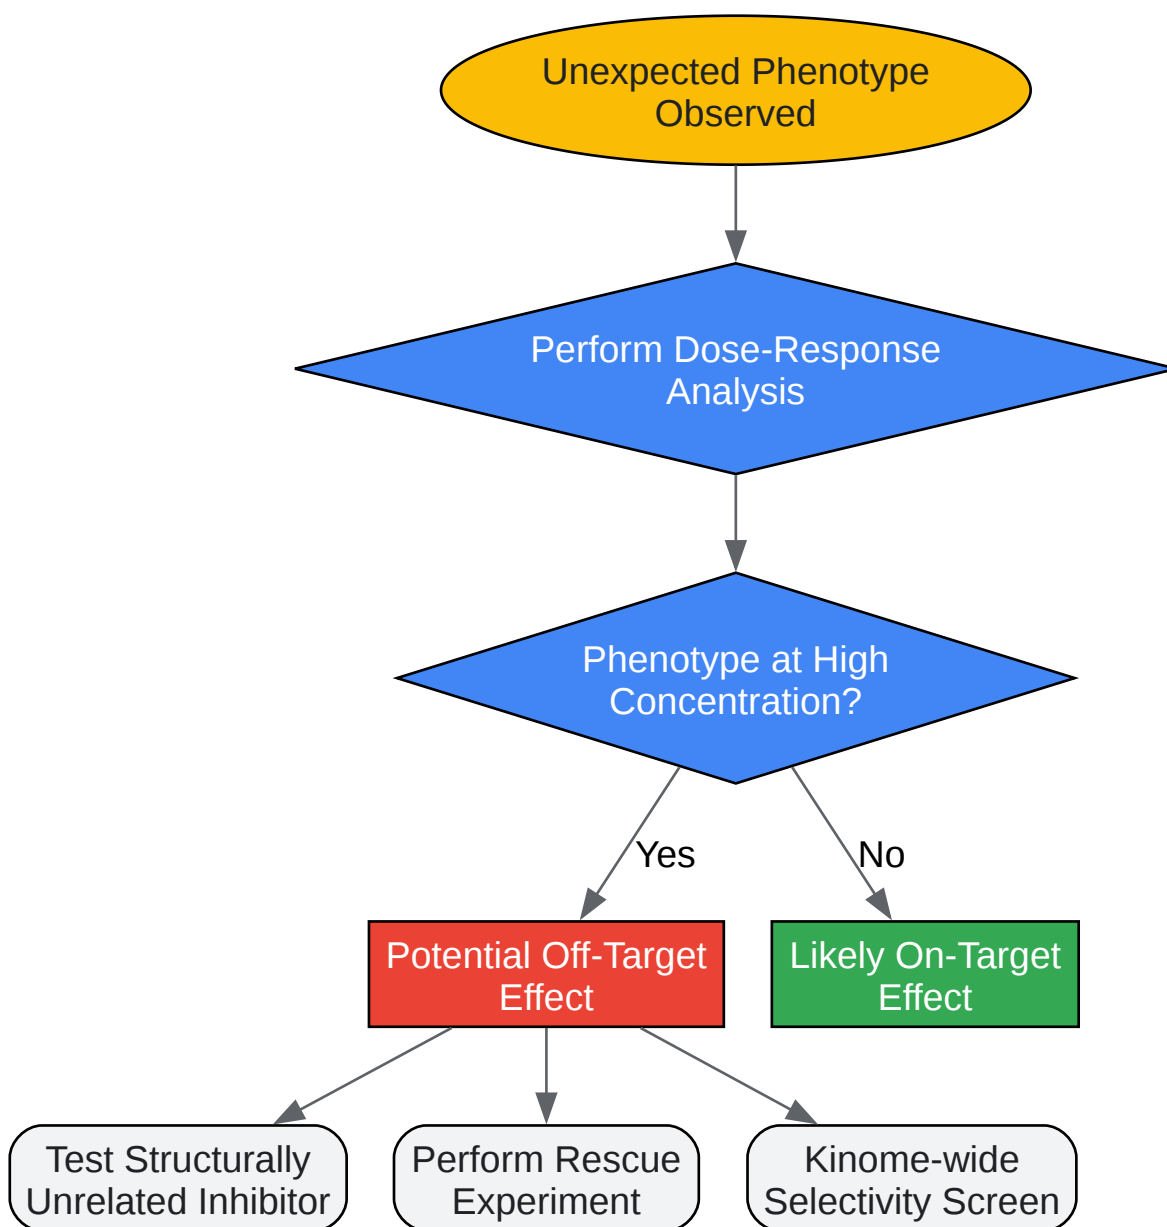 Unexpected Phenotype
Observed
Perform Dose-Response
Analysis
Phenotype at High
Concentration?
Yes
No
Potential Off-Target
Effect
Likely On-Target
Effect
Test Structurally
Unrelated Inhibitor
Perform Rescue
Experiment
Kinome-wide
Selectivity Screen